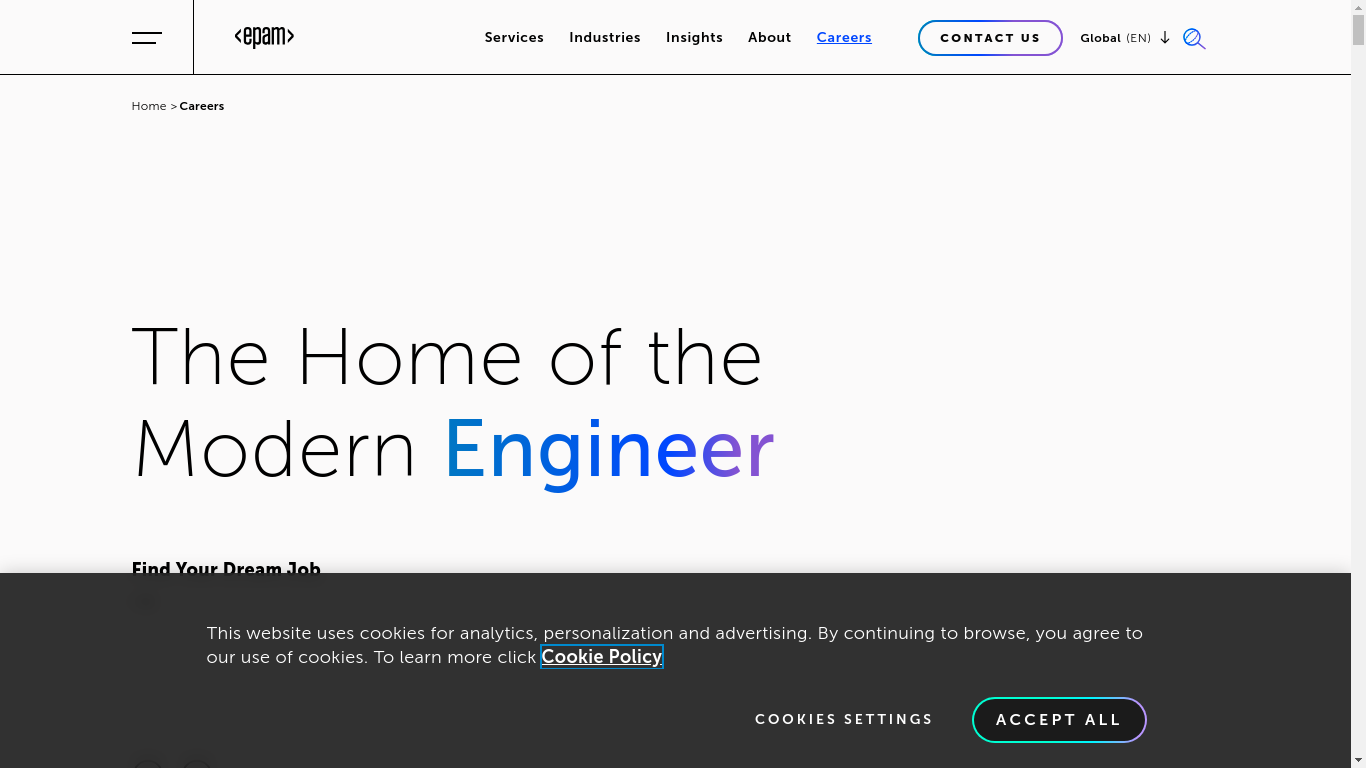 <epam>
Services
Industries
Insights
About
Careers
CONTACT US
Global (EN)
Home > Careers
The Home of the
Modern Engineer
Find Your Dream Job
This website uses cookies for analytics, personalization and advertising. By continuing to browse, you agree to
our use of cookies. To learn more click Cookie Policy
COOKIES SETTINGS
ACCEPT ALL